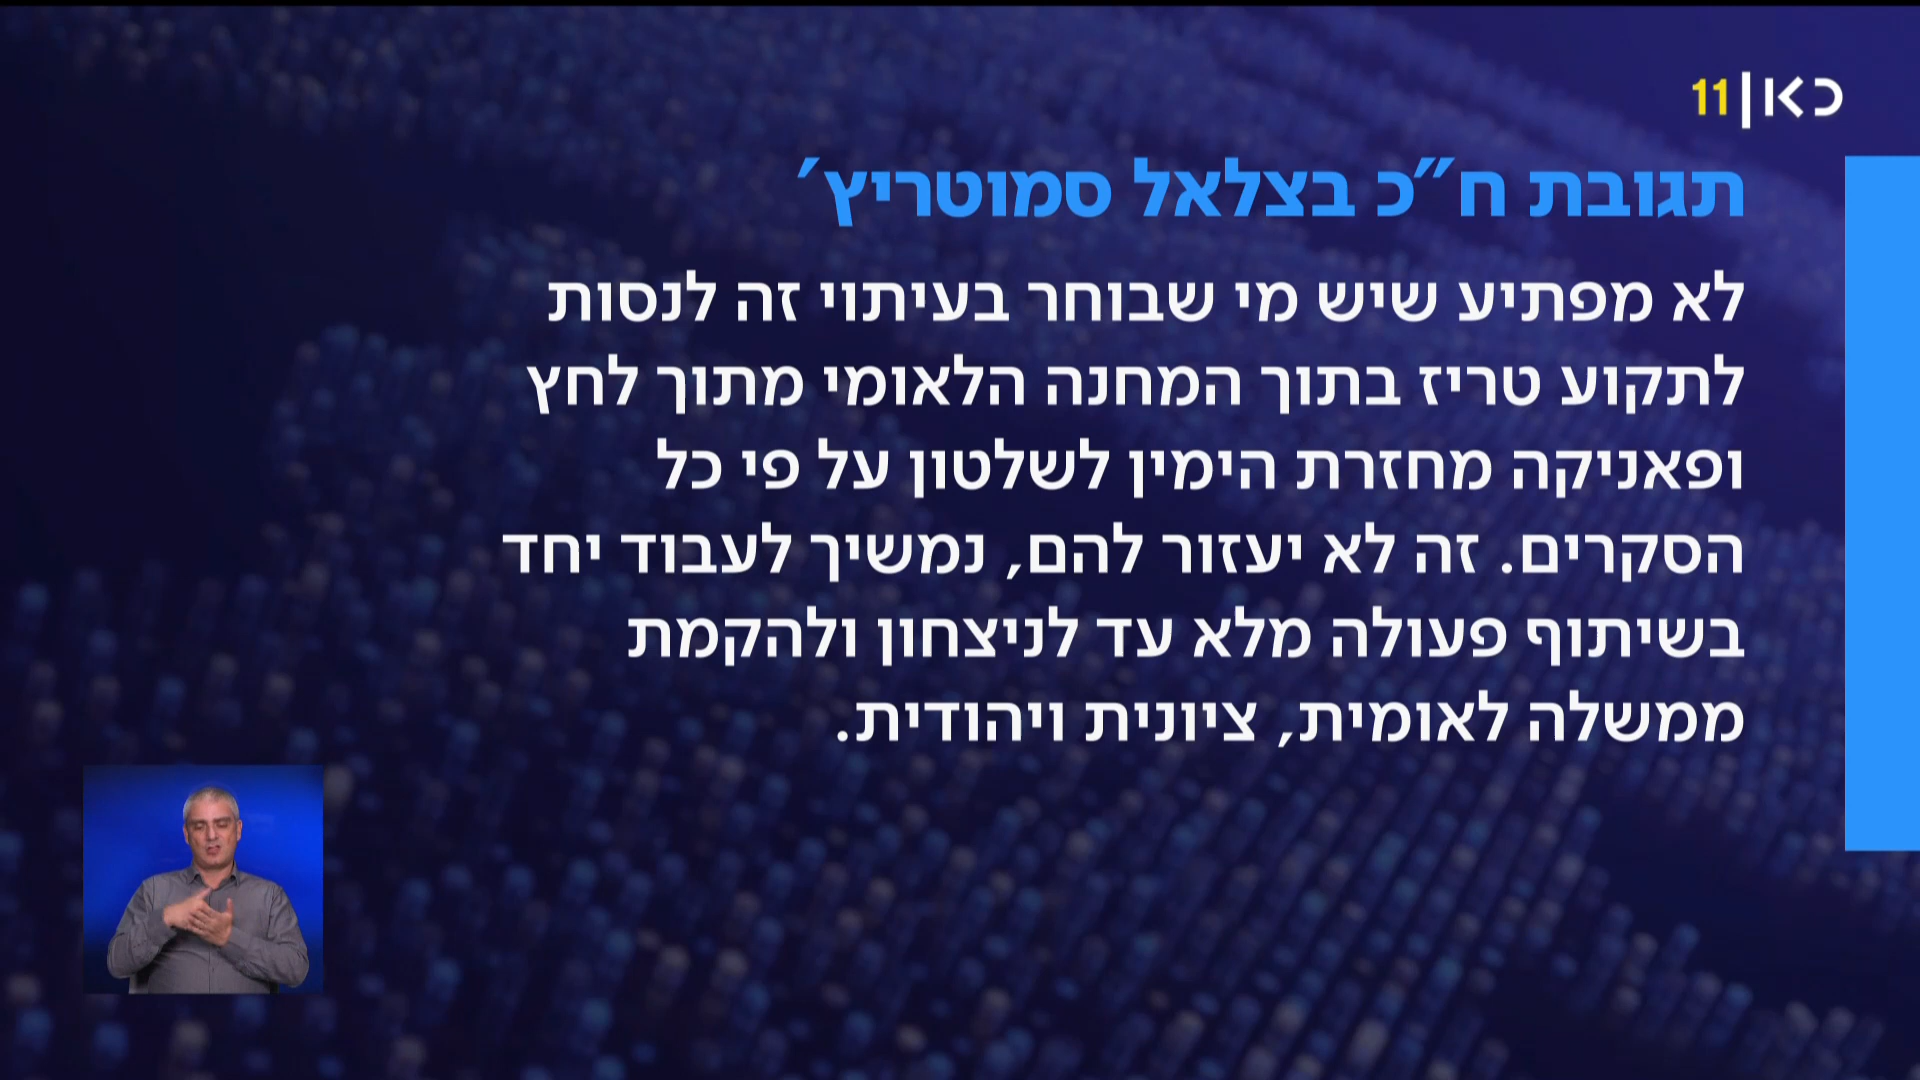 כאן 11
תגובת ח״כ בצלאל סמוטריץ׳
לא מפתיע שיש מי שבוחר בעיתוי זה לנסות
לתקוע טריז בתוך המחנה הלאומי מתוך לחץ
ופאניקה מחזרת הימין לשלטון על פי כל
הסקרים. זה לא יעזור להם, נמשיך לעבוד יחד
בשיתוף פעולה מלא עד לניצחון ולהקמת
ממשלה לאומית, ציונית ויהודית.